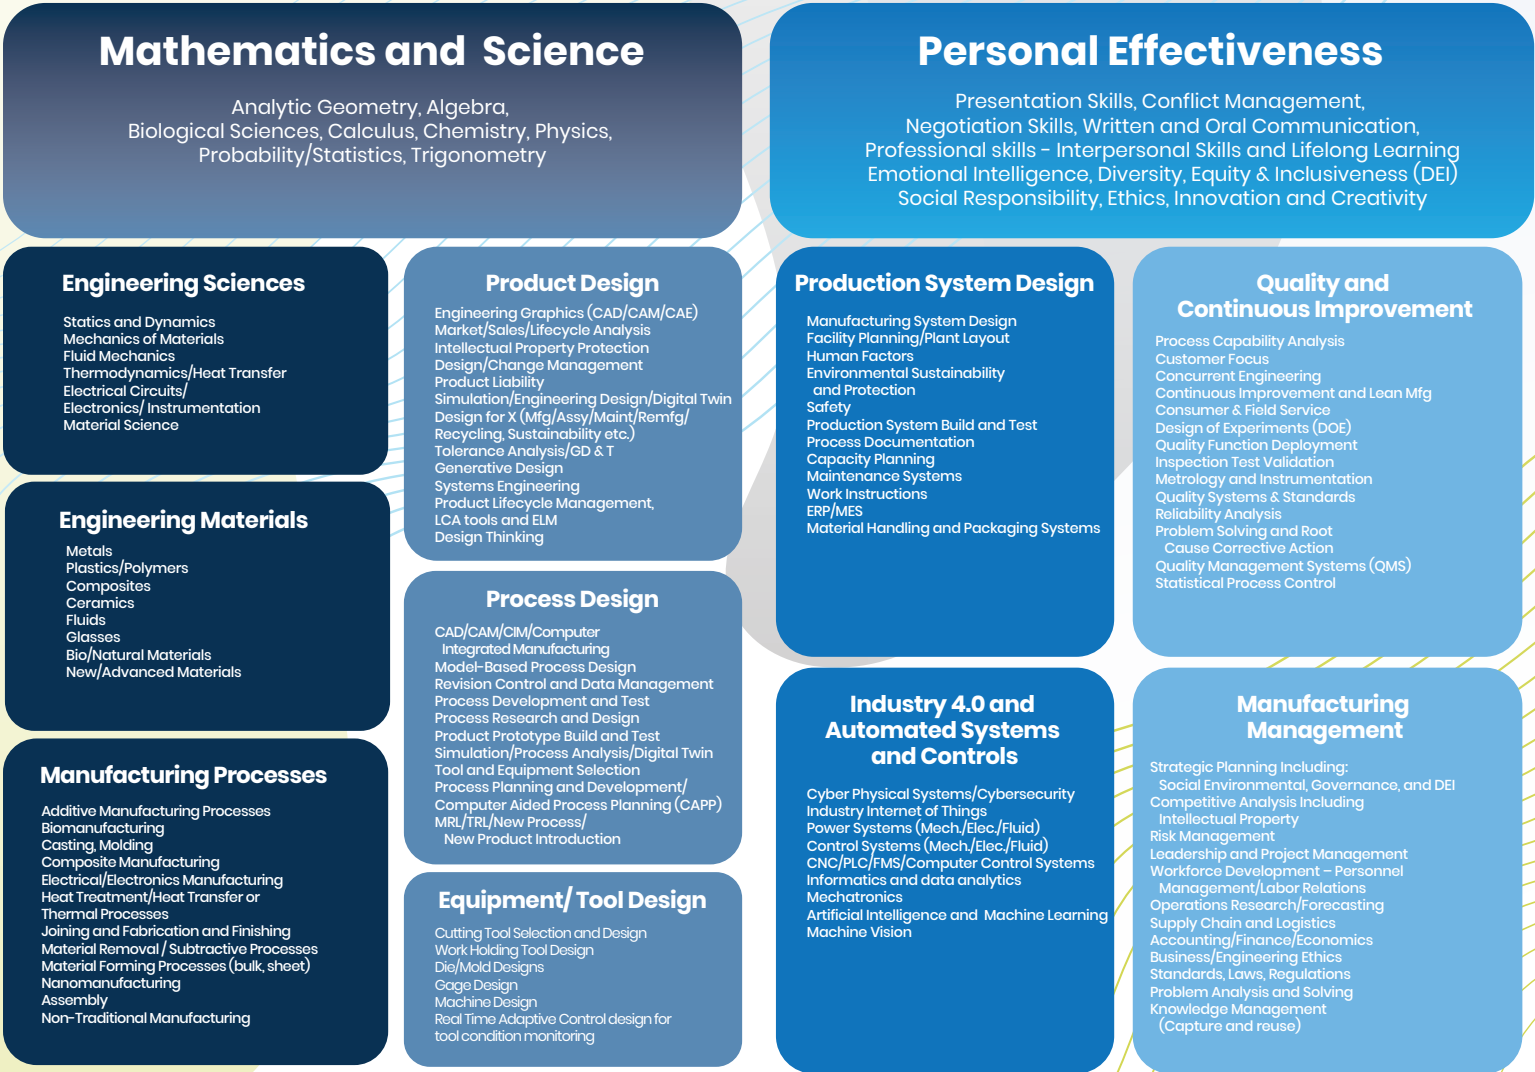 Mathematics and Science
Analytic Geometry, Algebra,
Biological Sciences, Calculus, Chemistry, Physics,
Probability/Statistics, Trigonometry
Personal Effectiveness
Presentation Skills, Conflict Management,
Negotiation Skills, Written and Oral Communication,
Professional skills - Interpersonal Skills and Lifelong Learning
Emotional Intelligence, Diversity, Equity & Inclusiveness (DEI)
Social Responsibility, Ethics, Innovation and Creativity
Engineering Sciences
Statics and Dynamics
Mechanics of Materials
Fluid Mechanics
Thermodynamics/Heat Transfer
Electrical Circuits/
Electronics/ Instrumentation
Material Science
Engineering Materials
Metals
Plastics/Polymers
Composites
Ceramics
Fluids
Glasses
Bio/Natural Materials
New/Advanced Materials
Manufacturing Processes
Additive Manufacturing Processes
Biomanufacturing
Casting, Molding
Composite Manufacturing
Electrical/Electronics Manufacturing
Heat Treatment/Heat Transfer or
Thermal Processes
Joining and Fabrication and Finishing
Material Removal / Subtractive Processes
Material Forming Processes (bulk, sheet)
Nanomanufacturing
Assembly
Non-Traditional Manufacturing
Product Design
Engineering Graphics (CAD/CAM/CAE)
Market/Sales/Lifecycle Analysis
Intellectual Property Protection
Design/Change Management
Product Liability
Simulation/Engineering Design/Digital Twin
Design for X (Mfg/Assy/Maint/Remfg/
Recycling, Sustainability etc.)
Tolerance Analysis/GD & T
Generative Design
Systems Engineering
Product Lifecycle Management,
LCA tools and ELM
Design Thinking
Process Design
CAD/CAM/CIM/Computer
Integrated Manufacturing
Model-Based Process Design
Revision Control and Data Management
Process Development and Test
Process Research and Design
Product Prototype Build and Test
Simulation/Process Analysis/Digital Twin
Tool and Equipment Selection
Process Planning and Development/
Computer Aided Process Planning (CAPP)
MRL/TRL/New Process/
New Product Introduction
Equipment/ Tool Design
Cutting Tool Selection and Design
Work Holding Tool Design
Die/Mold Designs
Gage Design
Machine Design
Real Time Adaptive Control design for
tool condition monitoring
Production System Design
Manufacturing System Design
Facility Planning/Plant Layout
Human Factors
Environmental Sustainability
and Protection
Safety
Production System Build and Test
Process Documentation
Capacity Planning
Maintenance Systems
Work Instructions
ERP/MES
Material Handling and Packaging Systems
Industry 4.0 and
Automated Systems
and Controls
Cyber Physical Systems/Cybersecurity
Industry Internet of Things
Power Systems (Mech./Elec./Fluid)
Control Systems (Mech./Elec./Fluid)
CNC/PLC/FMS/Computer Control Systems
Informatics and data analytics
Mechatronics
Artificial Intelligence and Machine Learning
Machine Vision
Quality and
Continuous Improvement
Process Capability Analysis
Customer Focus
Concurrent Engineering
Continuous Improvement and Lean Mfg
Consumer & Field Service
Design of Experiments (DOE)
Quality Function Deployment
Inspection Test Validation
Metrology and Instrumentation
Quality Systems & Standards
Reliability Analysis
Problem Solving and Root
Cause Corrective Action
Quality Management Systems (QMS)
Statistical Process Control
Manufacturing
Management
Strategic Planning Including:
Social Environmental, Governance, and DEI
Competitive Analysis Including
Intellectual Property
Risk Management
Leadership and Project Management
Workforce Development – Personnel
Management/Labor Relations
Operations Research/Forecasting
Supply Chain and Logistics
Accounting/Finance/Economics
Business/Engineering Ethics
Standards, Laws, Regulations
Problem Analysis and Solving
Knowledge Management
(Capture and reuse)